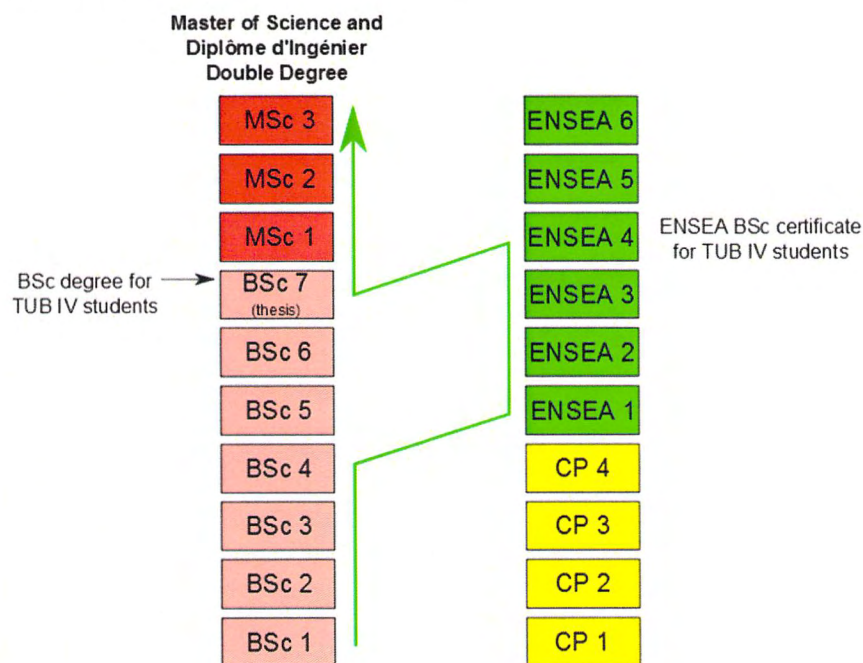 Master of Science and
Diplôme d'Ingénier
Double Degree
MSc 3
MSc 2
MSc 1
BSc 7
(thesis)
BSc 6
BSc 5
BSc 4
BSc 3
BSc 2
BSc 1
BSc degree for
TUB IV students
ENSEA 6
ENSEA 5
ENSEA 4
ENSEA 3
ENSEA 2
ENSEA 1
CP 4
CP 3
CP 2
CP 1
ENSEA BSc certificate
for TUB IV students